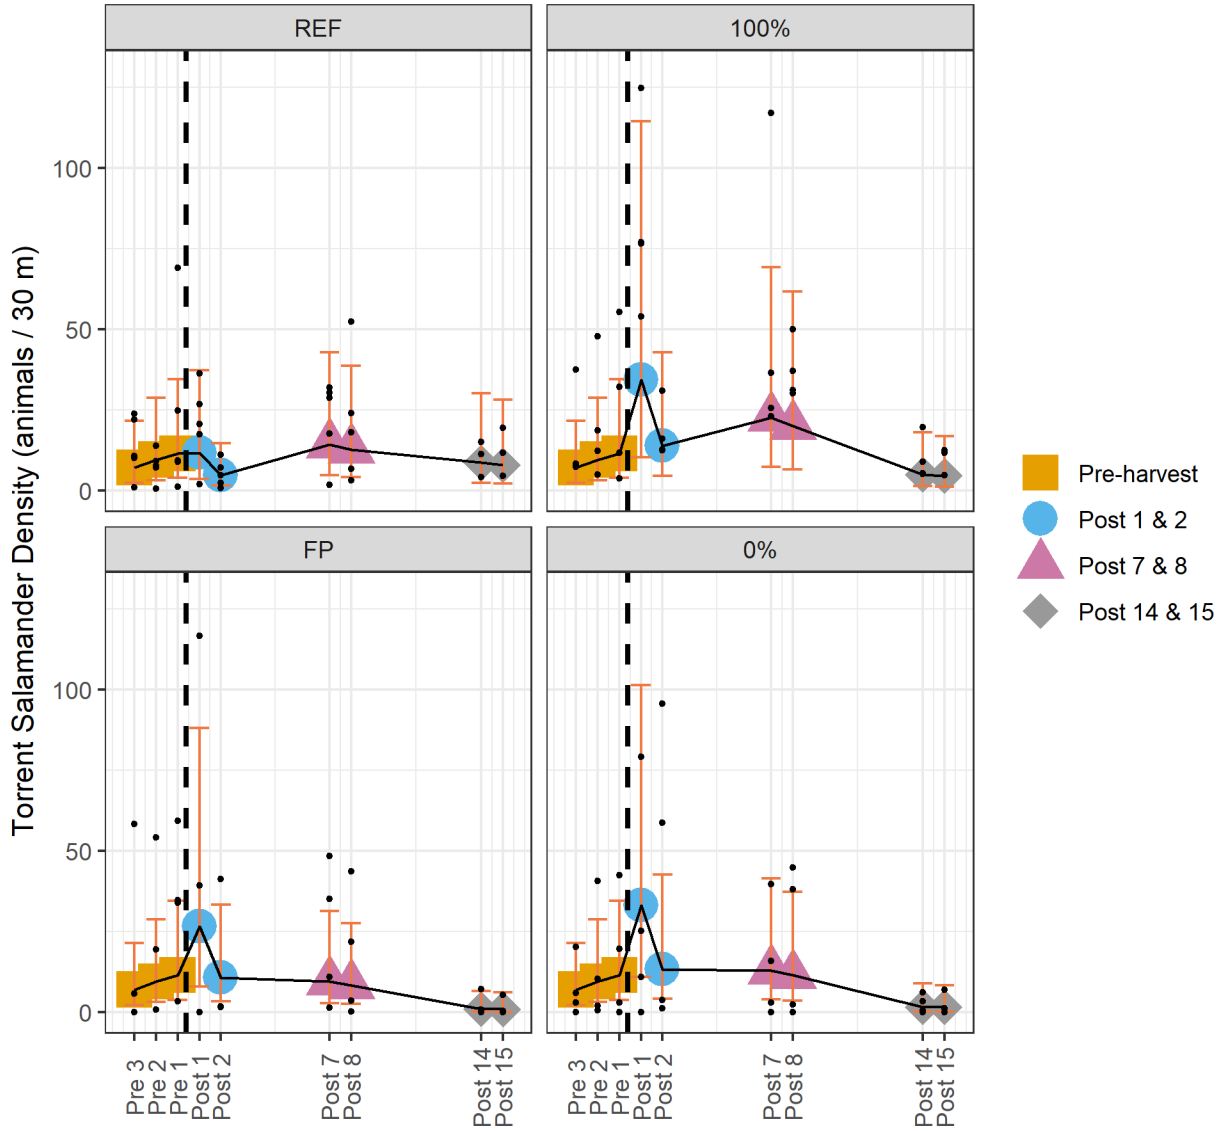 REF
100%
Torrent Salamander Density (animals / 30 m)
100
50
0
FP
0%
100
50
0
Pre 3
Pre 2
Pre 1
Post 1
Post 2
Post 7
Post 8
Post 14
Post 15
Pre 3
Pre 2
Pre 1
Post 1
Post 2
Post 7
Post 8
Post 14
Post 15
Pre-harvest
Post 1 & 2
Post 7 & 8
Post 14 & 15